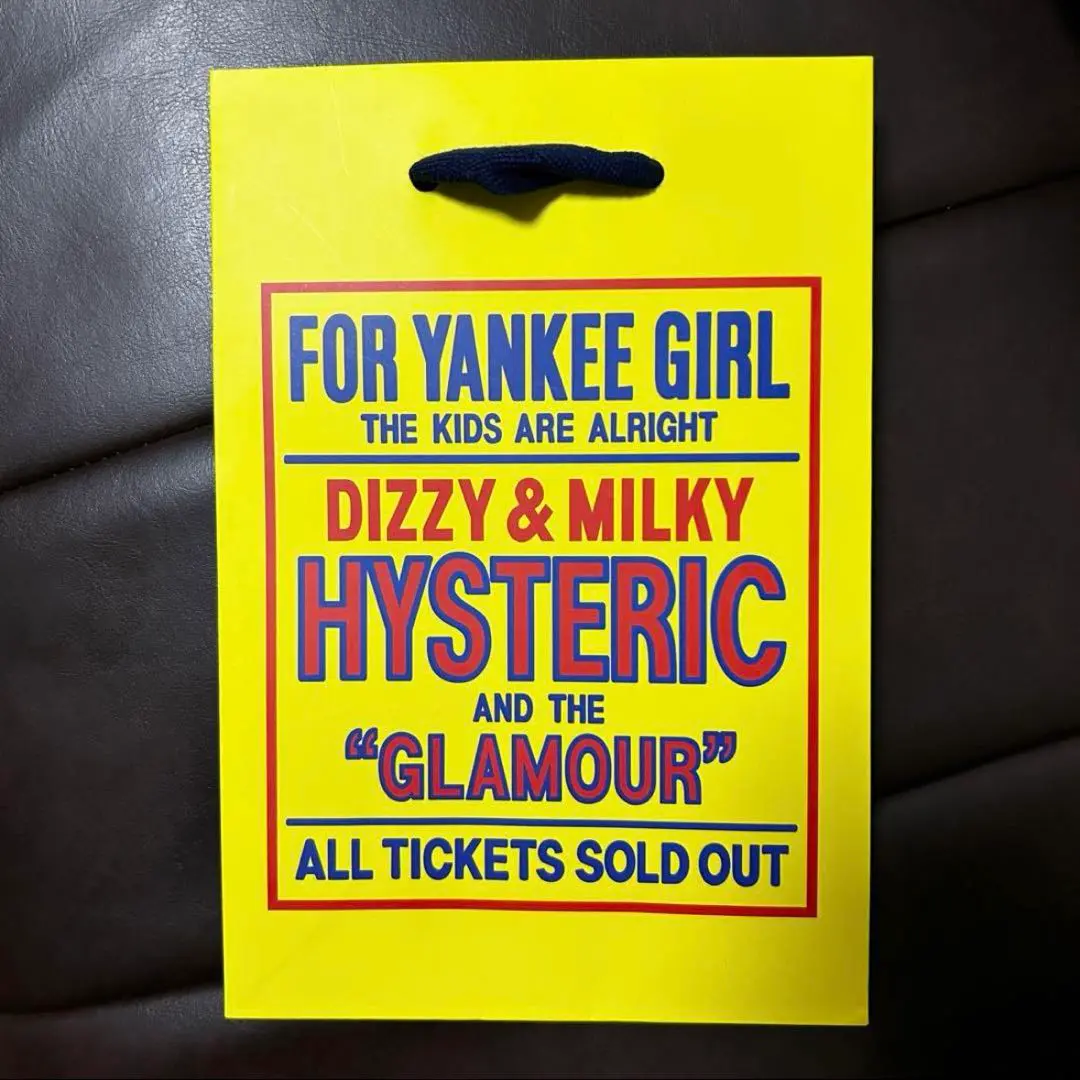 FOR YANKEE GIRL
THE KIDS ARE ALRIGHT
DIZZY & MILKY
HYSTERIC
AND THE
“GLAMOUR”
ALL TICKETS SOLD OUT